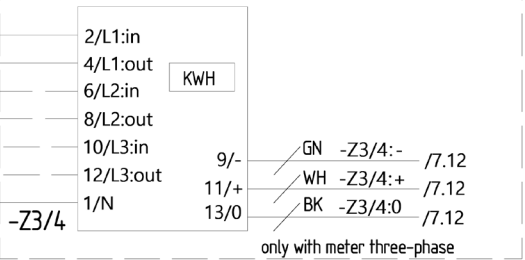 2/L1:in
4/L1:out
KWH
6/L2:in
8/L2:out
10/L3:in
12/L3:out
9/- GN -Z3/4:- /7.12
11/+ WH -Z3/4:+ /7.12
1/N
13/0 BK -Z3/4:0 /7.12
-Z3/4
only with meter three-phase